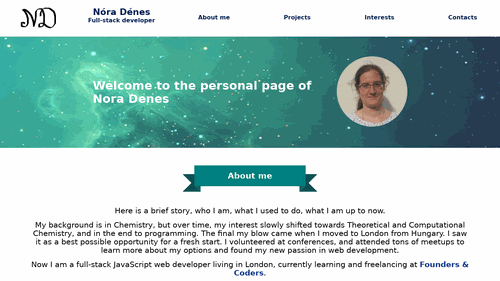 ND
Nóra Dénes
Full-stack developer
About me
Projects
Interests
Contacts
Welcome to the personal page of
Nora Denes
About me
Here is a brief story, who I am, what I used to do, what I am up to now.
My background is in Chemistry, but over time, my interest slowly shifted towards Theoretical and Computational
Chemistry, and in the end to programming. The final my blow came when I moved to London from Hungary. I saw
it as a best possible opportunity for a fresh start. I volunteered at conferences, and attended tons of meetups to
learn more about my options and found my new passion in web development.
Now I am a full-stack JavaScript web developer living in London, currently learning and freelancing at Founders &
Coders.